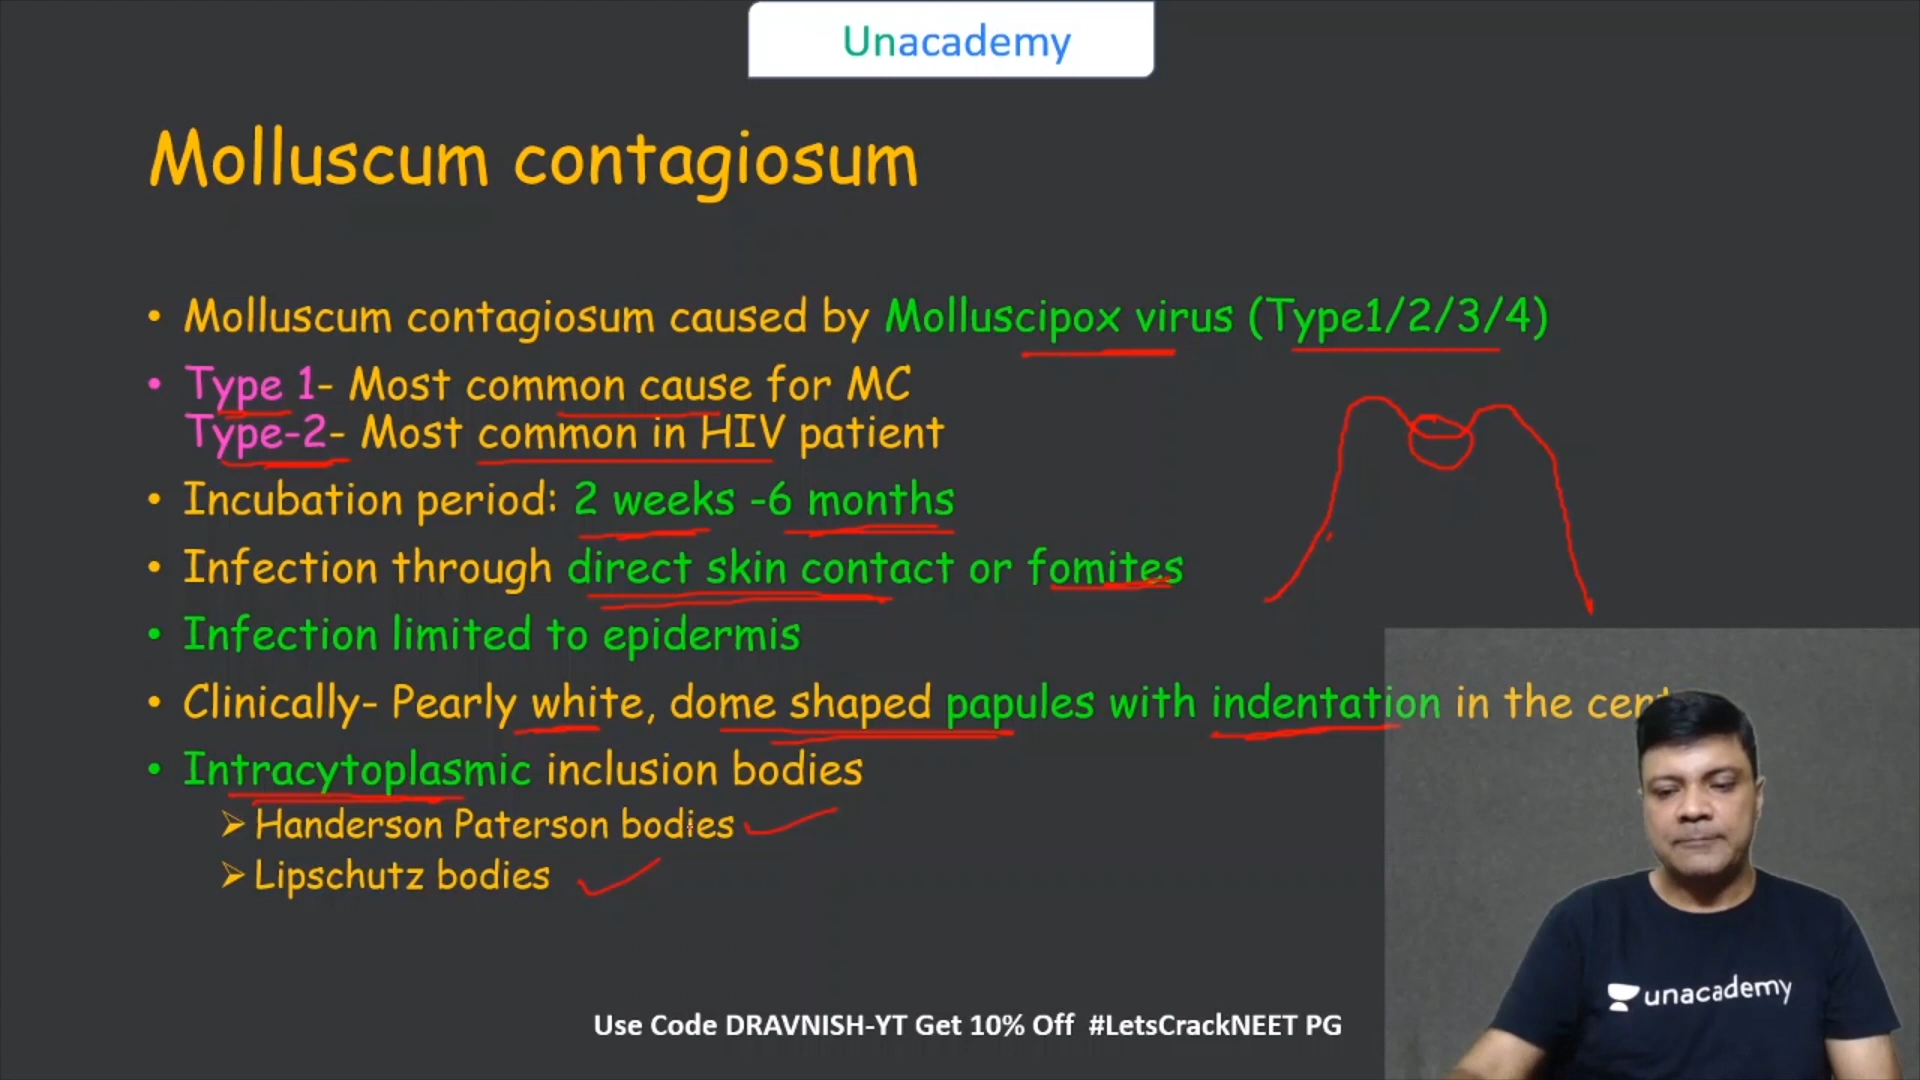 Unacademy
Molluscum contagiosum
• Molluscum contagiosum caused by Molluscipox virus (Type1/2/3/4)
• Type 1- Most common cause for MC
Type-2- Most common in HIV patient
• Incubation period: 2 weeks -6 months
• Infection through direct skin contact or fomites
• Infection limited to epidermis
• Clinically- Pearly white, dome shaped papules with indentation in the
• Intracytoplasmic inclusion bodies
➢ Handerson Paterson bodies
➢ Lipschutz bodies
unacademy
Use Code DRAVNISH-YT Get 10% Off #LetsCrackNEET PG